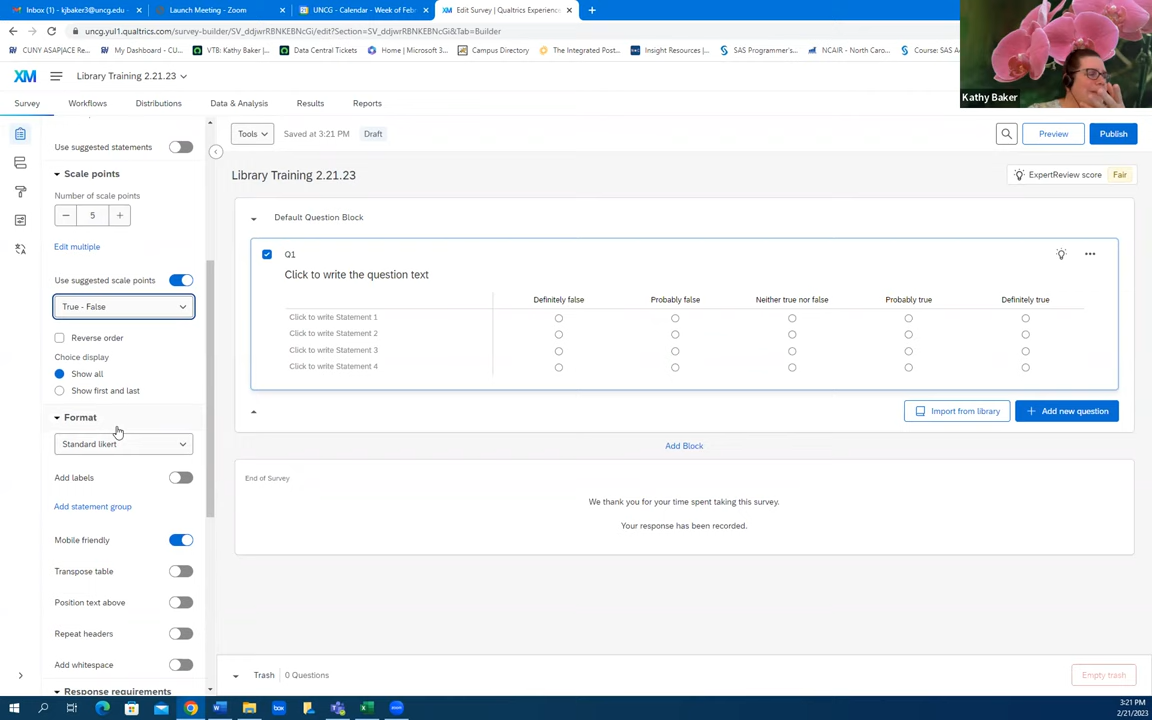 Inbox (1) - kjbaker3@uncg.edu -
Launch Meeting - Zoom
UNCG - Calendar - Week of Feb
Edit Survey | Qualtrics Experience
uncg.yul1.qualtrics.com/survey-builder/SV_ddjwrRBNKEBNcGi/edit?Section=SV_ddjwrRBNKEBNcGi&Tab=Builder
CUNY ASAP|ACE Re...
My Dashboard - CU...
VTB: Kathy Baker |...
Data Central Tickets
Home | Microsoft 3...
Campus Directory
The Integrated Post...
Insight Resources |...
SAS Programmer's...
NCAIR - North Caro...
Course: SAS
XM
Library Training 2.21.23
Kathy Baker
Survey
Workflows
Distributions
Data & Analysis
Results
Reports
Tools
Saved at 3:21 PM
Draft
Preview
Publish
Use suggested statements
Scale points
Number of scale points
5
Edit multiple
Use suggested scale points
True - False
Reverse order
Choice display
Show all
Show first and last
Format
Standard likert
Add labels
Add statement group
Mobile friendly
Transpose table
Position text above
Repeat headers
Add whitespace
Response requirements
Library Training 2.21.23
ExpertReview score
Fair
Default Question Block
Q1
Click to write the question text
Definitely false
Probably false
Neither true nor false
Probably true
Definitely true
Click to write Statement 1
Click to write Statement 2
Click to write Statement 3
Click to write Statement 4
Import from library
Add new question
Add Block
End of Survey
We thank you for your time spent taking this survey.
Your response has been recorded.
Trash
0 Questions
Empty trash
3:21 PM
2/21/2023